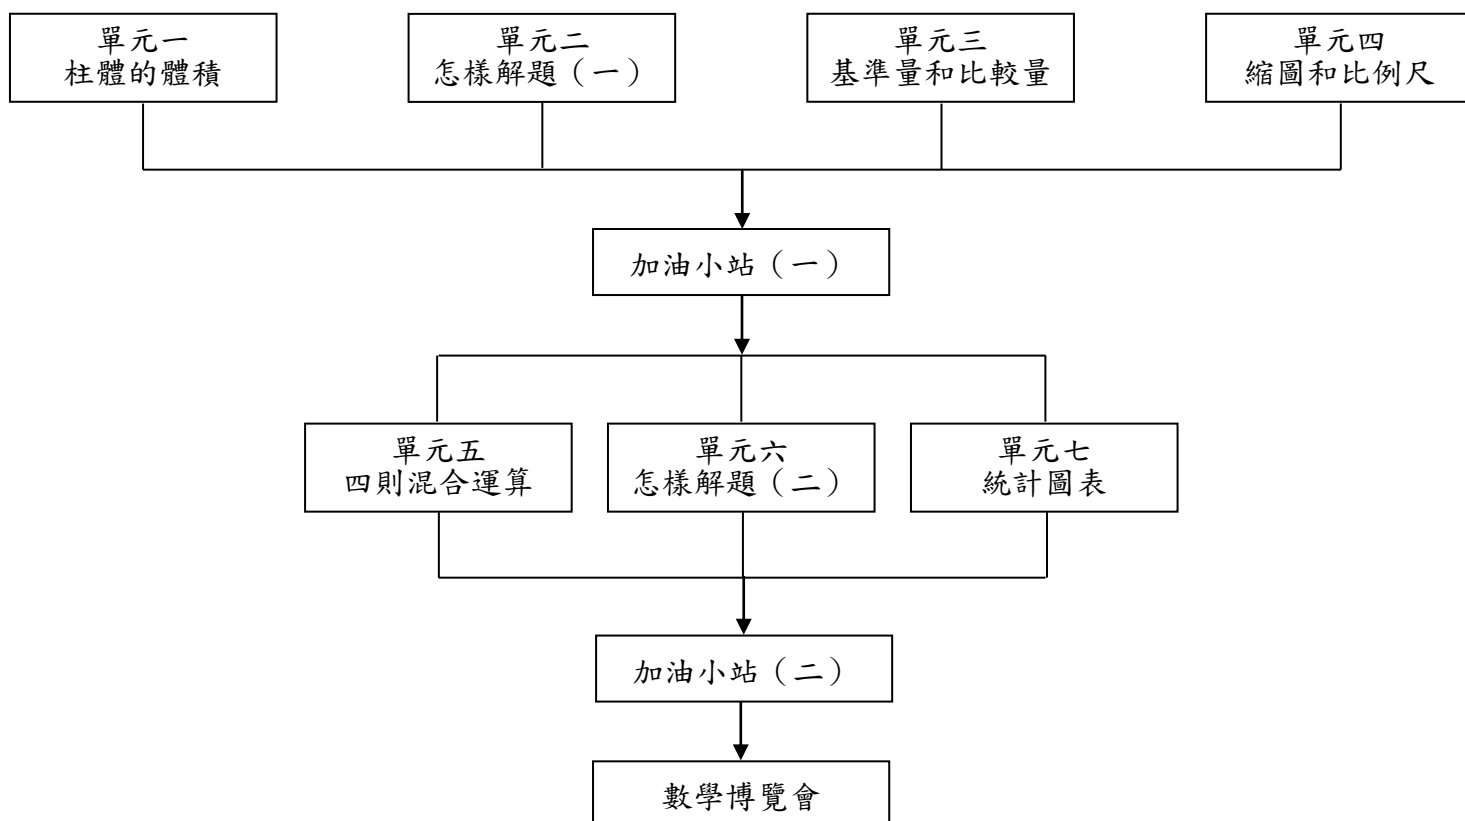 單元一
柱體的體積
單元二
怎樣解題（一）
單元三
基準量和比較量
單元四
縮圖和比例尺
加油小站（一）
單元五
四則混合運算
單元六
怎樣解題（二）
單元七
統計圖表
加油小站（二）
數學博覽會